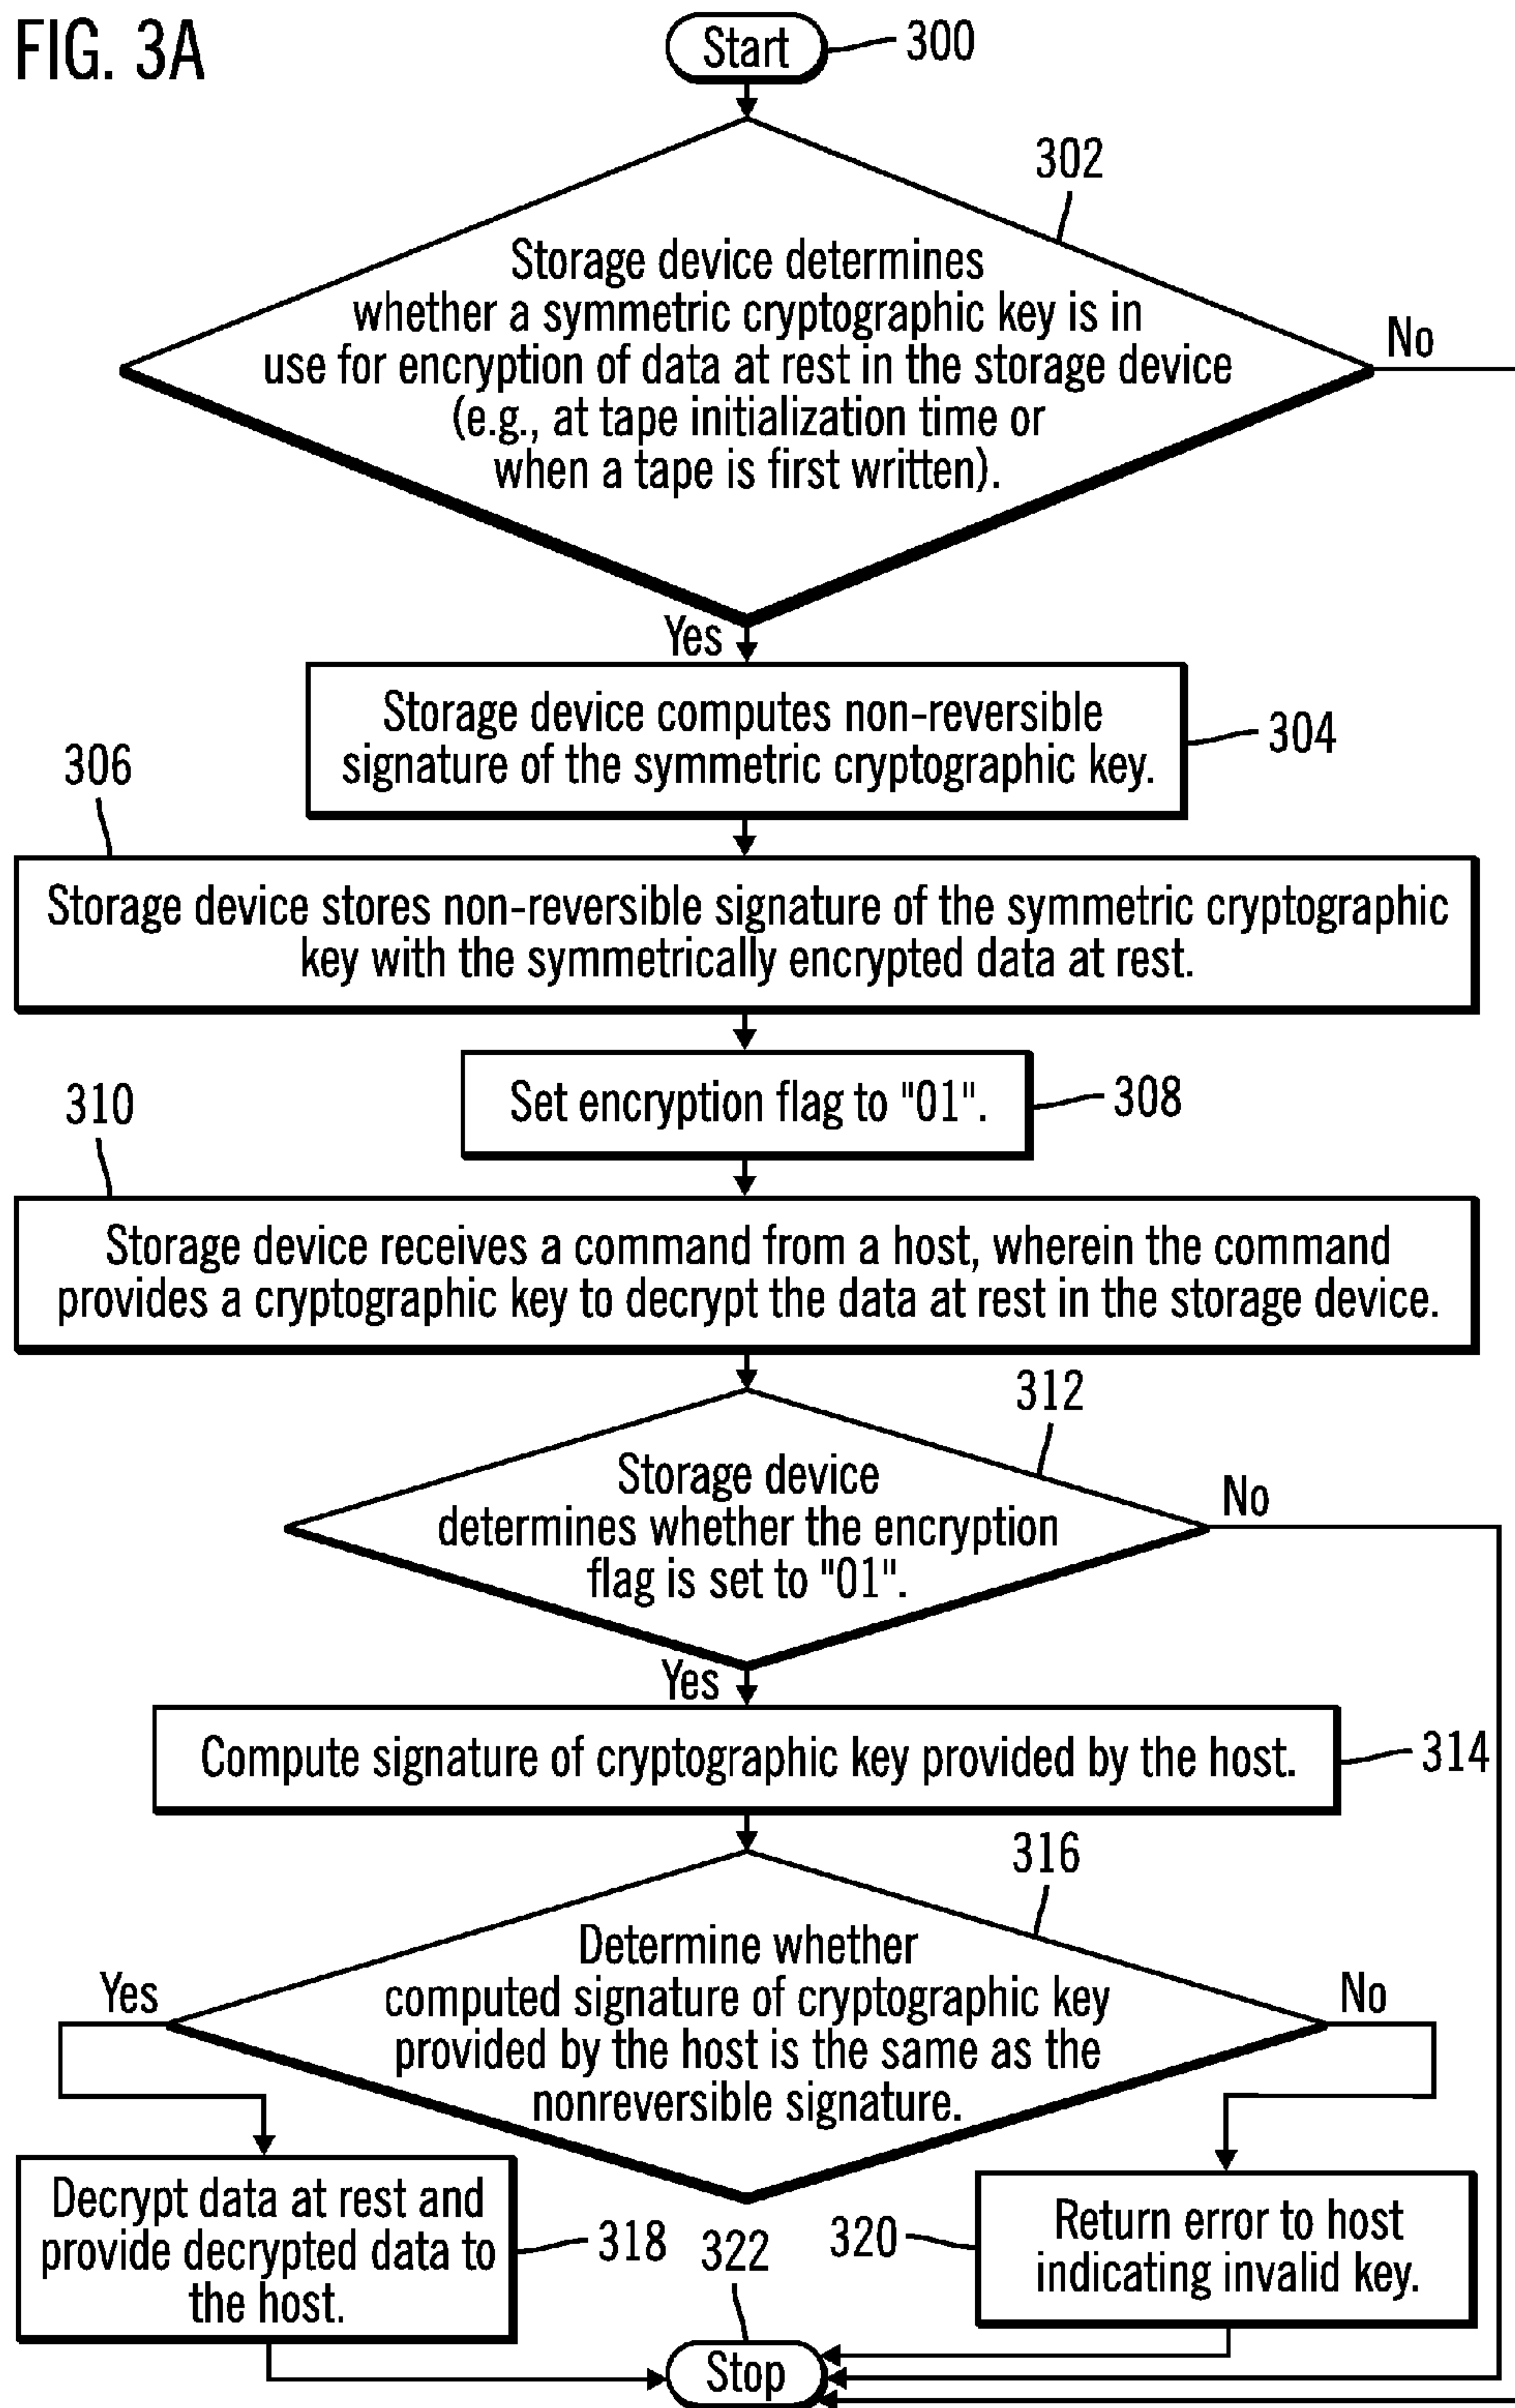 FIG. 3A
Start
300
302
Storage device determines
whether a symmetric cryptographic key is in
use for encryption of data at rest in the storage device
(e.g., at tape initialization time or
when a tape is first written).
No
Yes
Storage device computes non-reversible
signature of the symmetric cryptographic key.
304
306
Storage device stores non-reversible signature of the symmetric cryptographic
key with the symmetrically encrypted data at rest.
Set encryption flag to "01".
308
310
Storage device receives a command from a host, wherein the command
provides a cryptographic key to decrypt the data at rest in the storage device.
312
Storage device
determines whether the encryption
flag is set to "01".
No
Yes
Compute signature of cryptographic key provided by the host.
314
316
Determine whether
computed signature of cryptographic key
provided by the host is the same as the
nonreversible signature.
Yes
No
Decrypt data at rest and
provide decrypted data to
the host.
318
322
320
Return error to host
indicating invalid key.
Stop